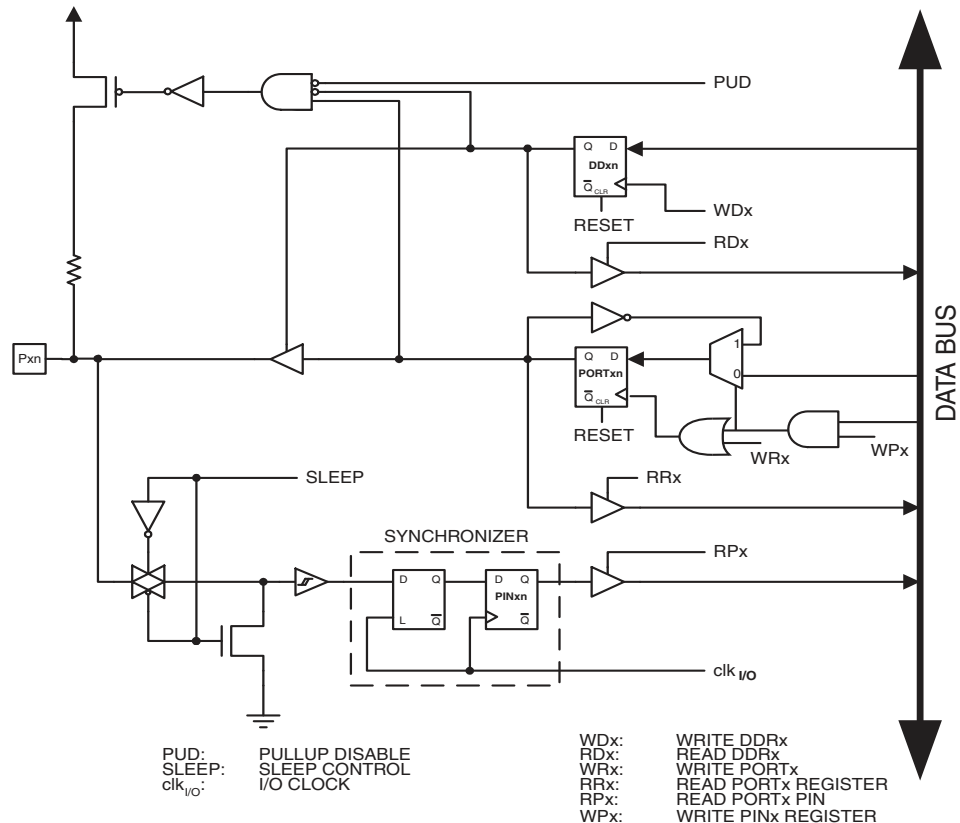 PUD
Q D
DDxn
Q CLR
WDx
RESET
RDx
Pxn
1
Q D
PORTxn
0
Q CLR
RESET
WRx
WPx
DATA BUS
SLEEP
RRx
SYNCHRONIZER
RPx
D Q
D Q
PINxn
L Q
Q
clk I/O
PUD: PULLUP DISABLE
SLEEP: SLEEP CONTROL
clkI/O: I/O CLOCK
WDx: WRITE DDRx
RDx: READ DDRx
WRx: WRITE PORTx
RRx: READ PORTx REGISTER
RPx: READ PORTx PIN
WPx: WRITE PINx REGISTER